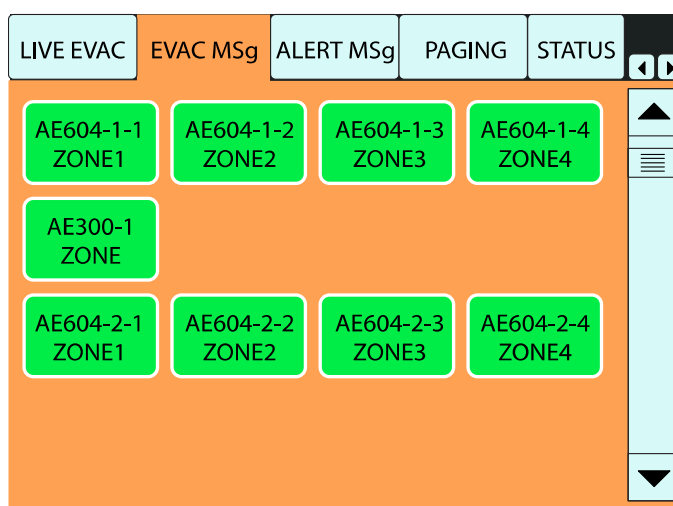 LIVE EVAC EVAC MSg ALERT MSg PAGING STATUS
AE604-1-1 AE604-1-2 AE604-1-3 AE604-1-4
ZONE1 ZONE2 ZONE3 ZONE4
AE300-1
ZONE
AE604-2-1 AE604-2-2 AE604-2-3 AE604-2-4
ZONE1 ZONE2 ZONE3 ZONE4